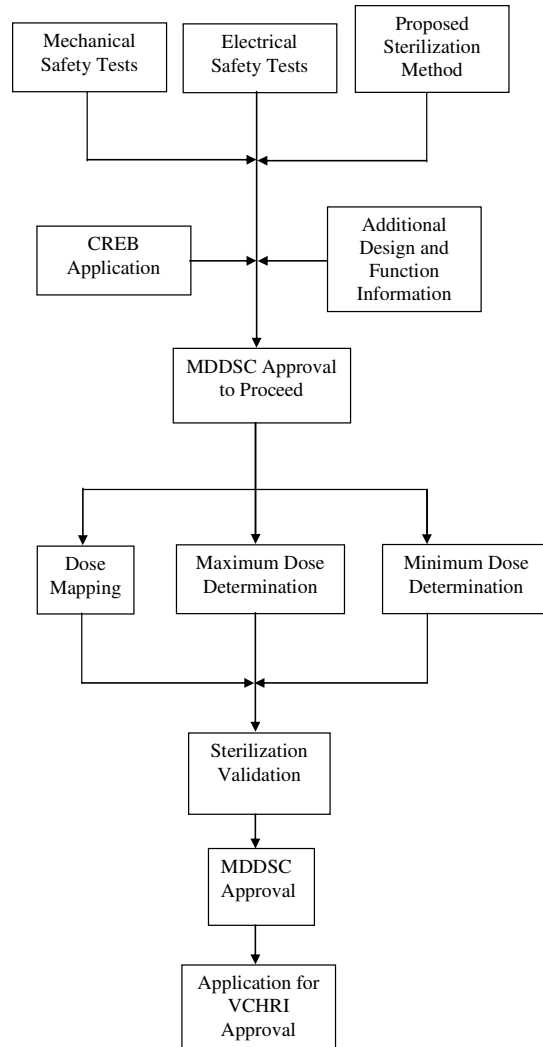 Mechanical
Safety Tests
Electrical
Safety Tests
Proposed
Sterilization
Method
CREB
Application
Additional
Design and
Function
Information
MDDSC Approval
to Proceed
Dose
Mapping
Maximum Dose
Determination
Minimum Dose
Determination
Sterilization
Validation
MDDSC
Approval
Application for
VCHRI
Approval